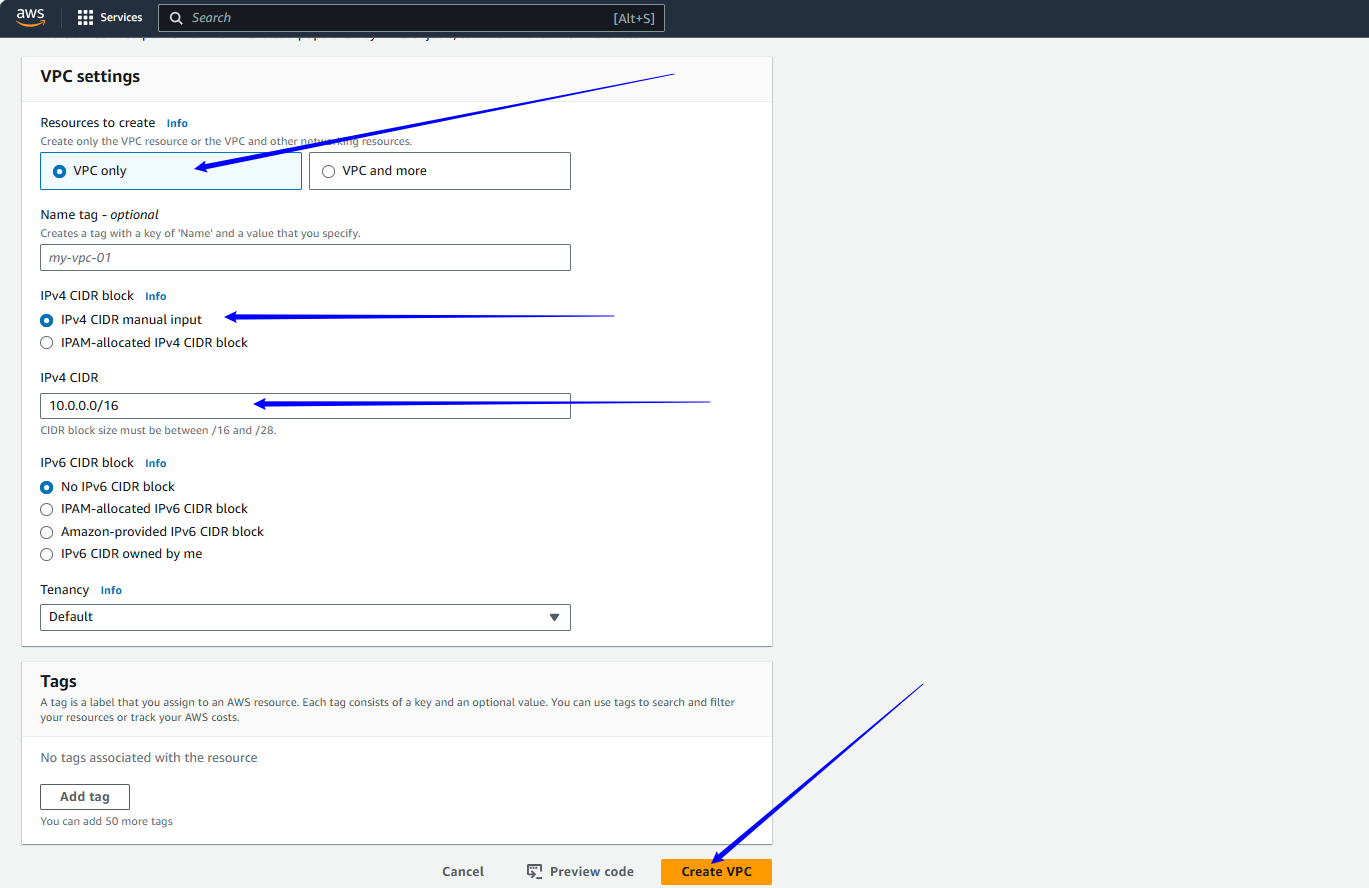 aws
Services
Search
[Alt+S]
VPC settings
Resources to create Info
Create only the VPC resource or the VPC and other networking resources.
VPC only
VPC and more
Name tag - optional
Creates a tag with a key of 'Name' and a value that you specify.
my-vpc-01
IPv4 CIDR block Info
IPv4 CIDR manual input
IPAM-allocated IPv4 CIDR block
IPv4 CIDR
10.0.0.0/16
CIDR block size must be between /16 and /28.
IPv6 CIDR block Info
No IPv6 CIDR block
IPAM-allocated IPv6 CIDR block
Amazon-provided IPv6 CIDR block
IPv6 CIDR owned by me
Tenancy Info
Default
Tags
A tag is a label that you assign to an AWS resource. Each tag consists of a key and an optional value. You can use tags to search and filter
your resources or track your AWS costs.
No tags associated with the resource
Add tag
You can add 50 more tags
Cancel
Preview code
Create VPC